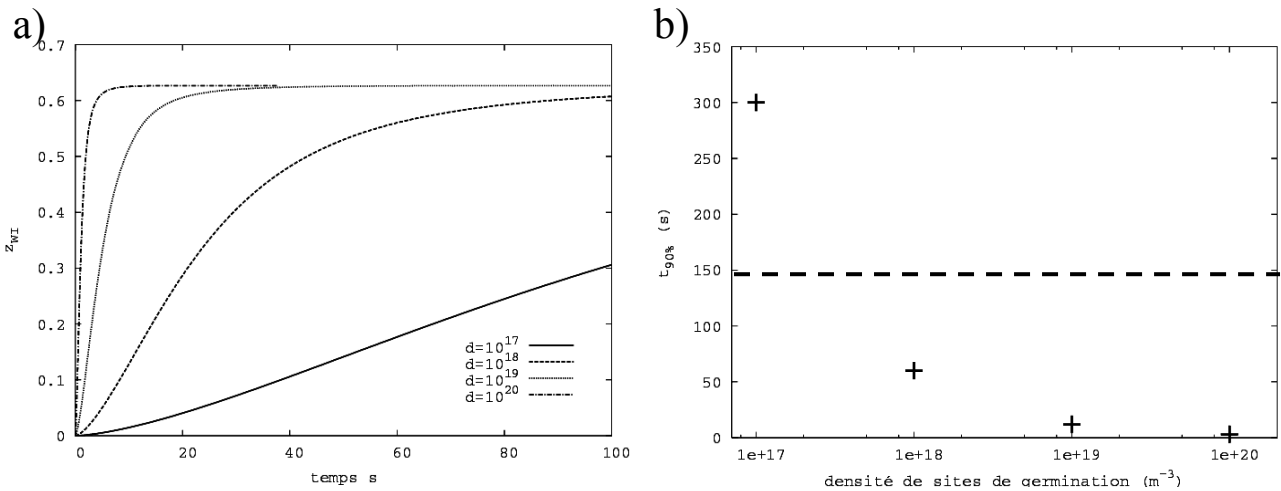 a)
0.7
0.6
0.5
0.4
0.3
0.2
0.1
0
z_WI
0 20 40 60 80 100
temps s
d=10^17
d=10^18
d=10^19
d=10^20
b)
350
300
250
200
150
100
50
0
t_90% (s)
1e+17 1e+18 1e+19 1e+20
densité de sites de germination (m^-3)